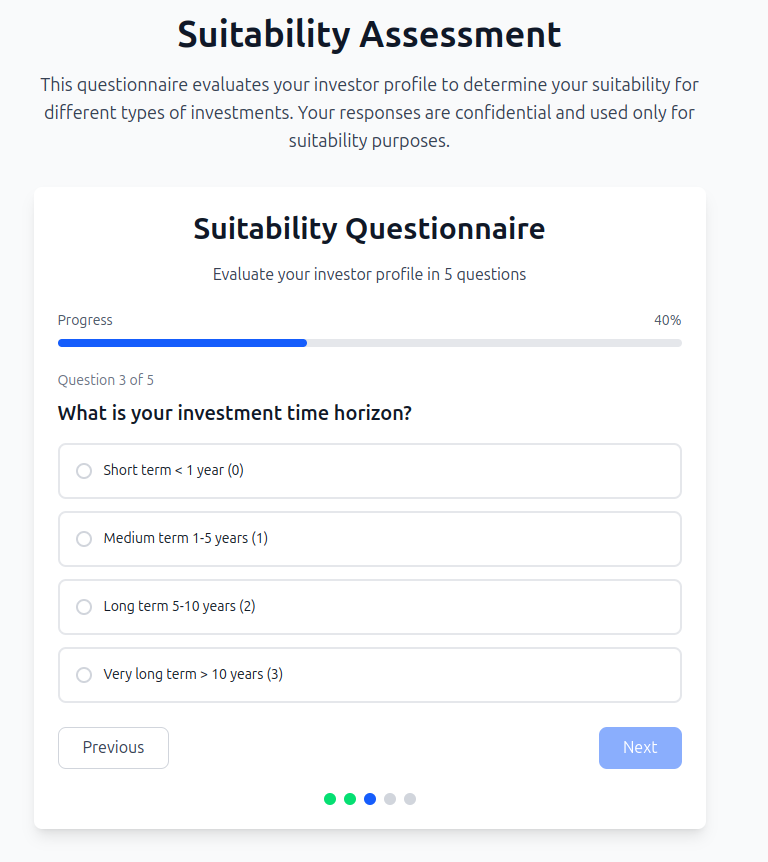 Suitability Assessment
This questionnaire evaluates your investor profile to determine your suitability for
different types of investments. Your responses are confidential and used only for
suitability purposes.
Suitability Questionnaire
Evaluate your investor profile in 5 questions
Progress 40%
Question 3 of 5
What is your investment time horizon?
Short term < 1 year (0)
Medium term 1-5 years (1)
Long term 5-10 years (2)
Very long term > 10 years (3)
Previous Next